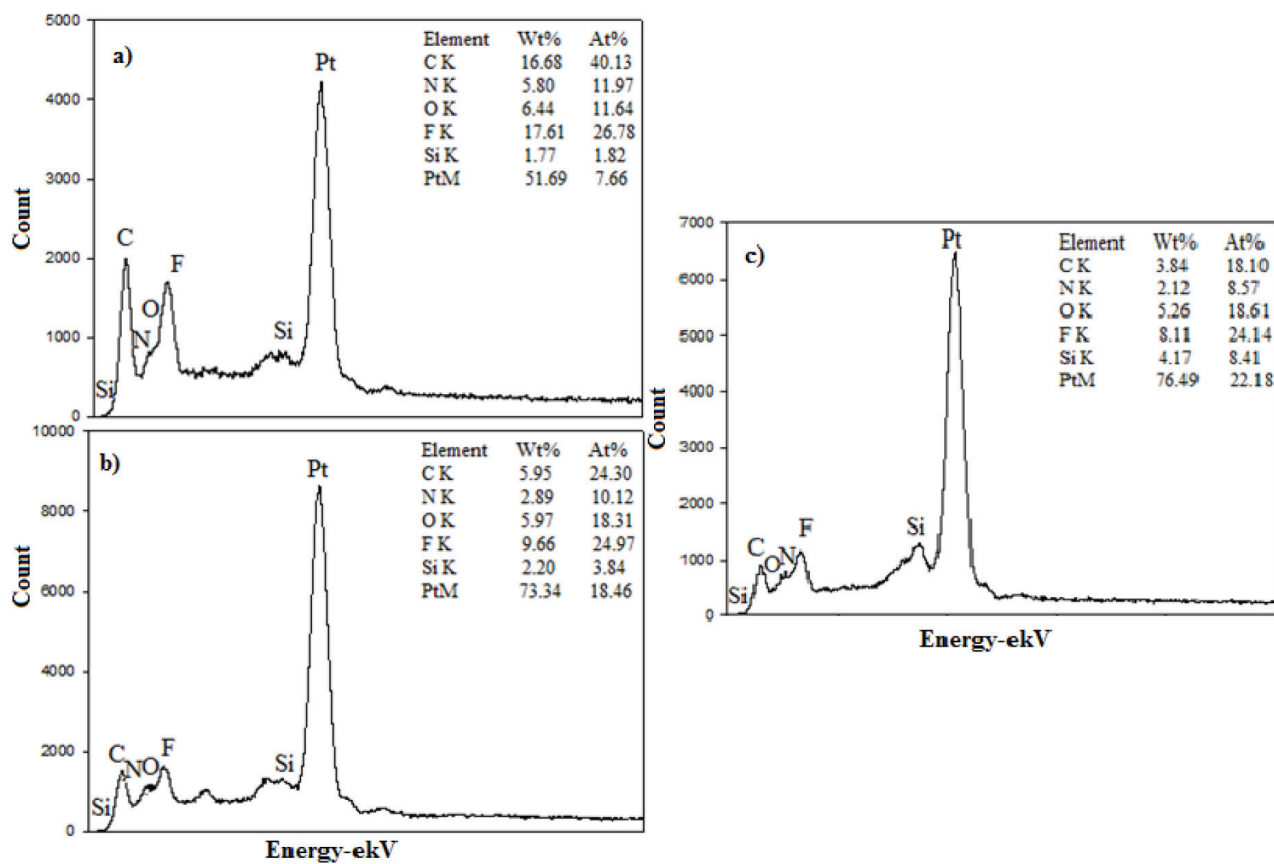 a)
5000
4000
3000
2000
1000
0
Count
Element Wt% At%
C K 16.68 40.13
N K 5.80 11.97
O K 6.44 11.64
F K 17.61 26.78
Si K 1.77 1.82
PtM 51.69 7.66
Pt
C
F
O
N
Si
Si
b)
10000
8000
6000
4000
2000
0
Count
Element Wt% At%
C K 5.95 24.30
N K 2.89 10.12
O K 5.97 18.31
F K 9.66 24.97
Si K 2.20 3.84
PtM 73.34 18.46
Pt
C
N
O
F
Si
Si
Energy-ekV
c)
7000
6000
5000
4000
3000
2000
1000
0
Count
Element Wt% At%
C K 3.84 18.10
N K 2.12 8.57
O K 5.26 18.61
F K 8.11 24.14
Si K 4.17 8.41
PtM 76.49 22.18
Pt
C
O
N
F
Si
Si
Energy-ekV